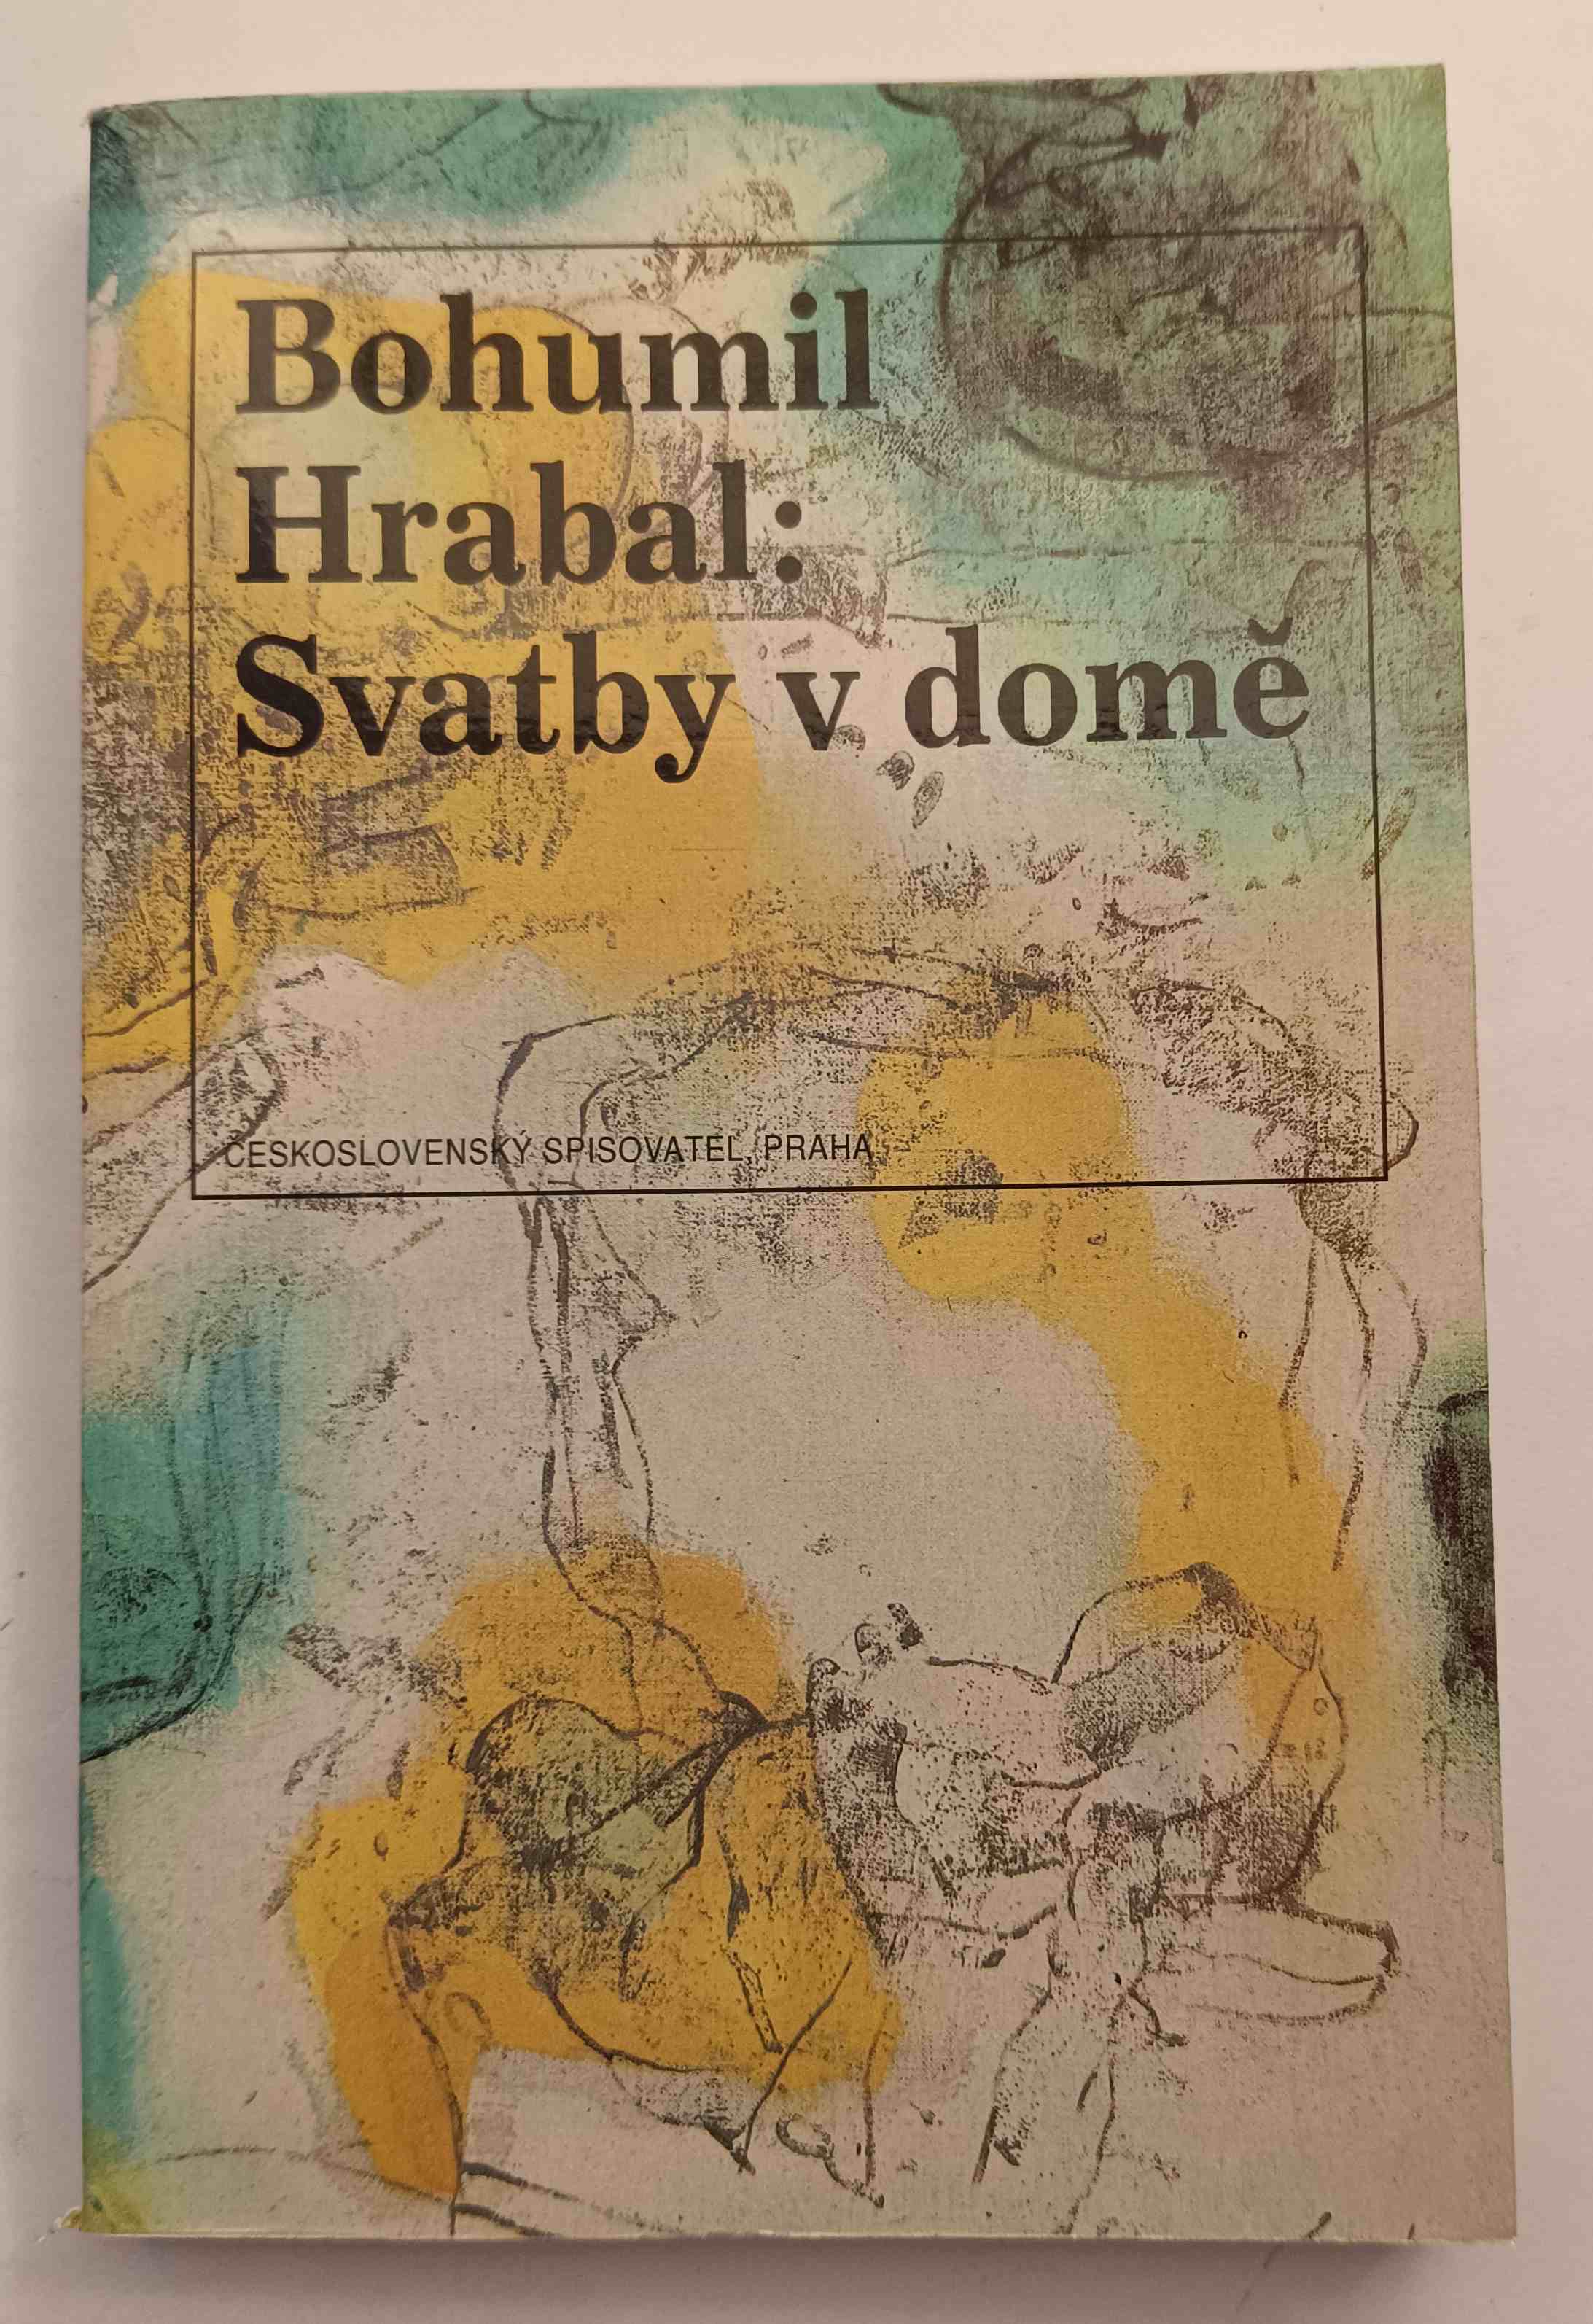 Bohumil
Hrabal:
Svatby v domě
ČESKOSLOVENSKÝ SPISOVATEL, PRAHA